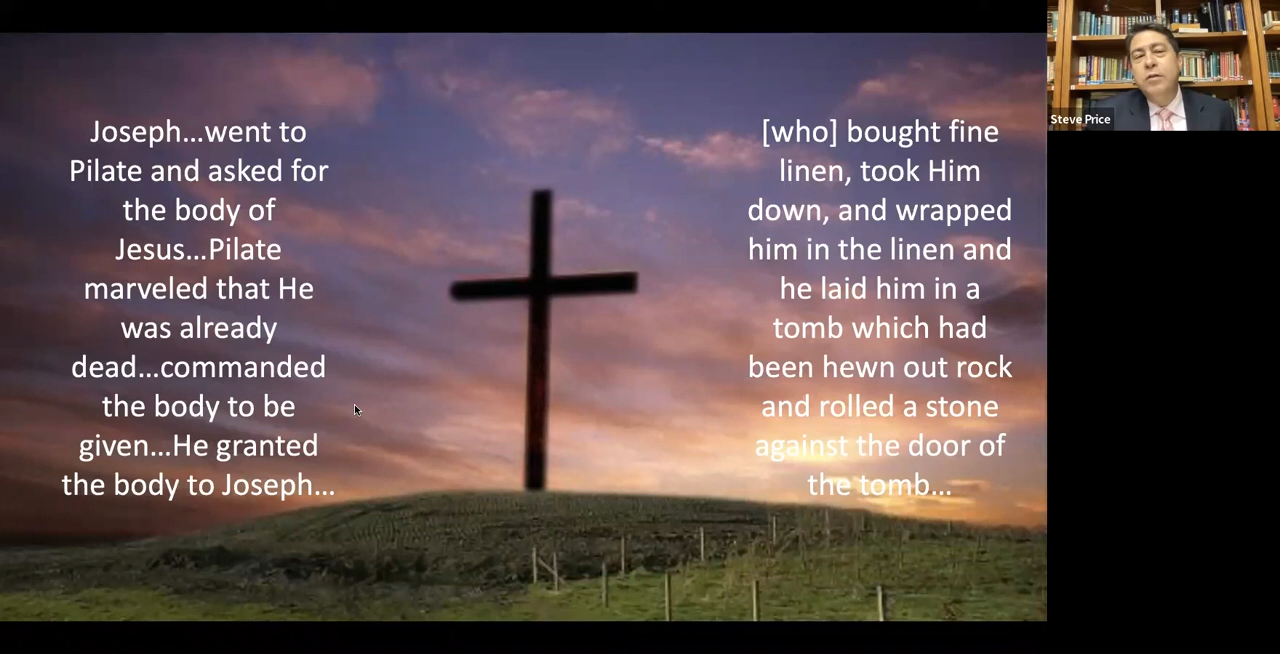 Joseph...went to
Pilate and asked for
the body of
Jesus...Pilate
marveled that He
was already
dead...commanded
the body to be
given...He granted
the body to Joseph...
[who] bought fine
linen, took Him
down, and wrapped
him in the linen and
he laid him in a
tomb which had
been hewn out rock
and rolled a stone
against the door of
the tomb...
Steve Price